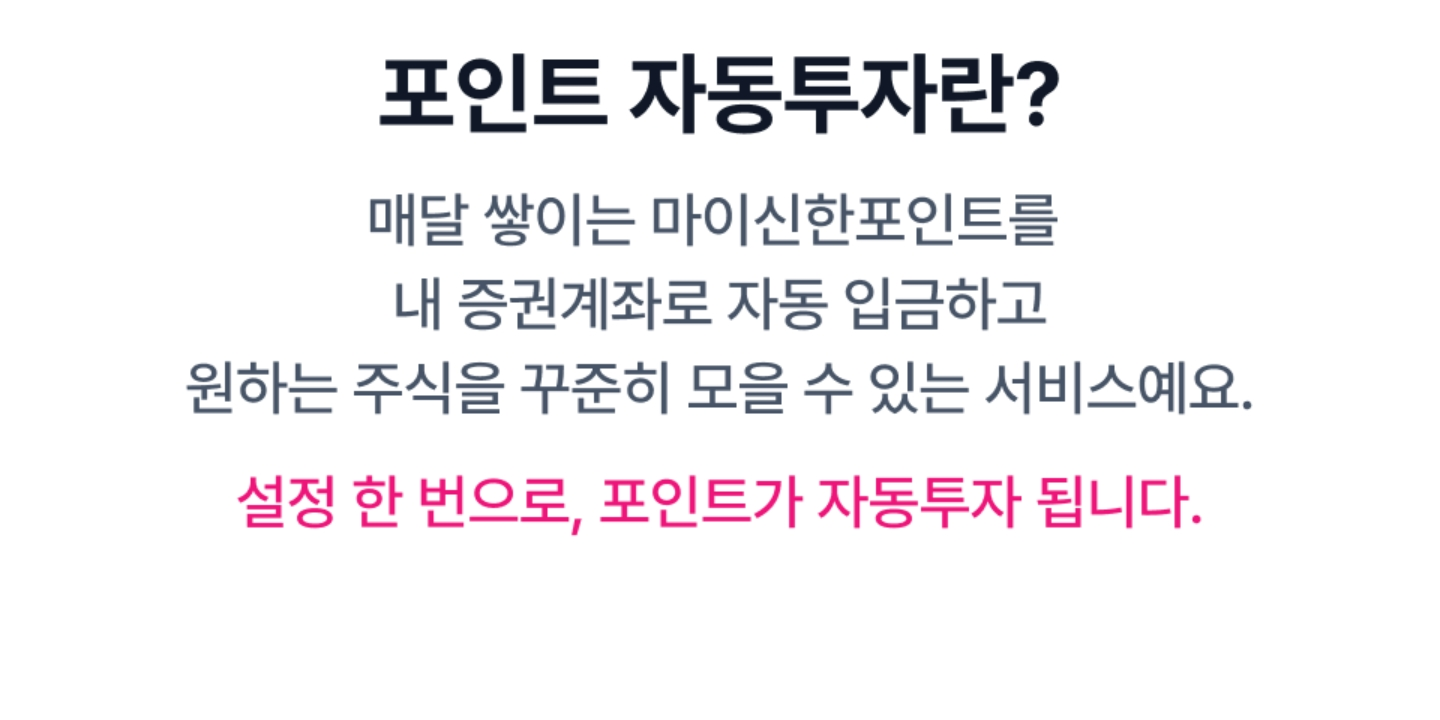 포인트 자동투자란?
매달 쌓이는 마이신한포인트를
내 증권계좌로 자동 입금하고
원하는 주식을 꾸준히 모을 수 있는 서비스예요.
설정 한 번으로, 포인트가 자동투자 됩니다.